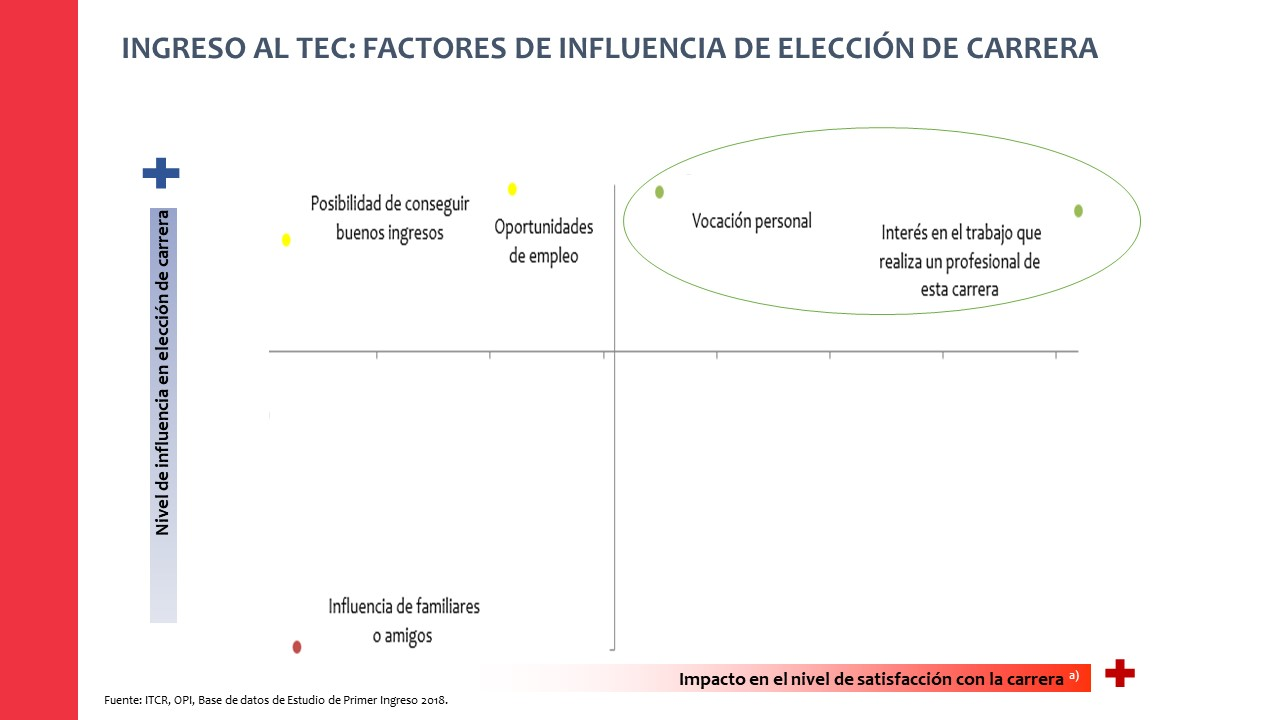 INGRESO AL TEC: FACTORES DE INFLUENCIA DE ELECCIÓN DE CARRERA
Nivel de influencia en elección de carrera
Posibilidad de conseguir
buenos ingresos
Oportunidades
de empleo
Vocación personal
Interés en el trabajo que
realiza un profesional de
esta carrera
Influencia de familiares
o amigos
Impacto en el nivel de satisfacción con la carrera a)
Fuente: ITCR, OPI, Base de datos de Estudio de Primer Ingreso 2018.